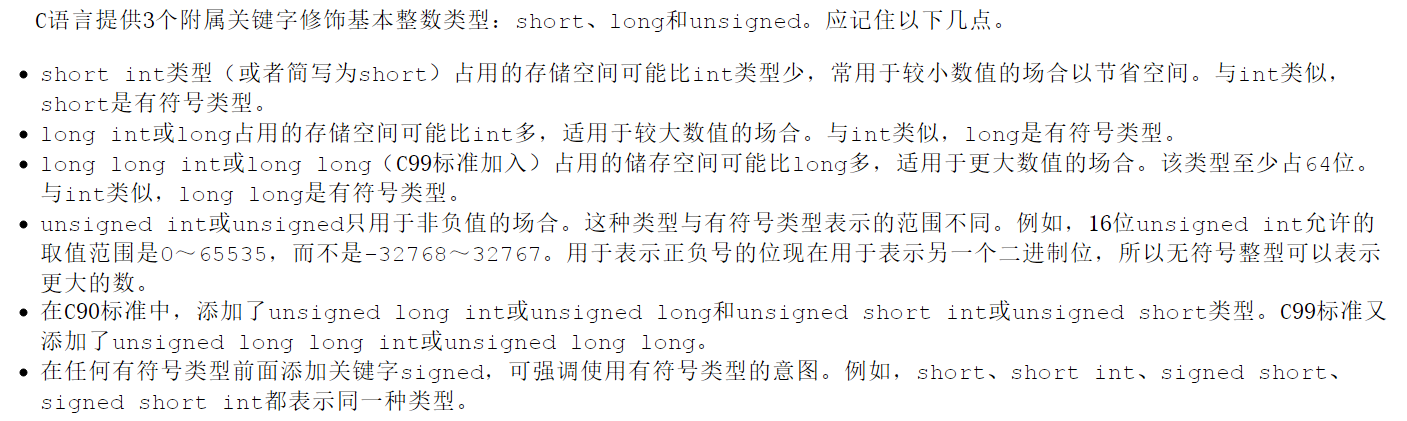 C语言提供3个附属关键字修饰基本整数类型：short、long和unsigned。应记住以下几点。
● short int类型（或者简写为short）占用的存储空间可能比int类型少，常用于较小数值的场合以节省空间。与int类似，
short是有符号类型。
● long int或long占用的存储空间可能比int多，适用于较大数值的场合。与int类似，long是有符号类型。
● long long int或long long（C99标准加入）占用的储存空间可能比long多，适用于更大数值的场合。该类型至少占64位。
与int类似，long long是有符号类型。
● unsigned int或unsigned只用于非负值的场合。这种类型与有符号类型表示的范围不同。例如，16位unsigned int允许的
取值范围是0～65535，而不是-32768～32767。用于表示正负号的位现在用于表示另一个二进制位，所以无符号整型可以表示
更大的数。
● 在C90标准中，添加了unsigned long int或unsigned long和unsigned short int或unsigned short类型。C99标准又
添加了unsigned long long int或unsigned long long。
● 在任何有符号类型前面添加关键字signed，可强调使用有符号类型的意图。例如，short、short int、signed short、
signed short int都表示同一种类型。